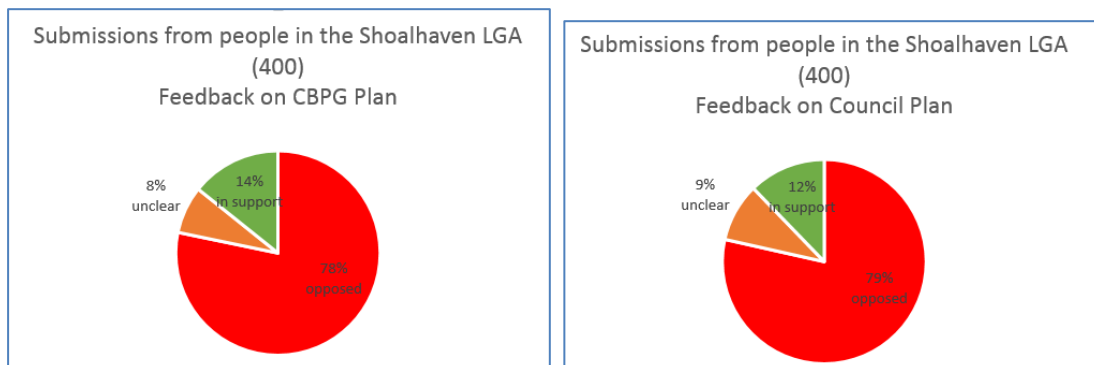 Submissions from people in the Shoalhaven LGA
(400)
Feedback on CBPG Plan
8%
unclear
14%
in support
78%
opposed
Submissions from people in the Shoalhaven LGA
(400)
Feedback on Council Plan
9%
unclear
12%
in support
79%
opposed